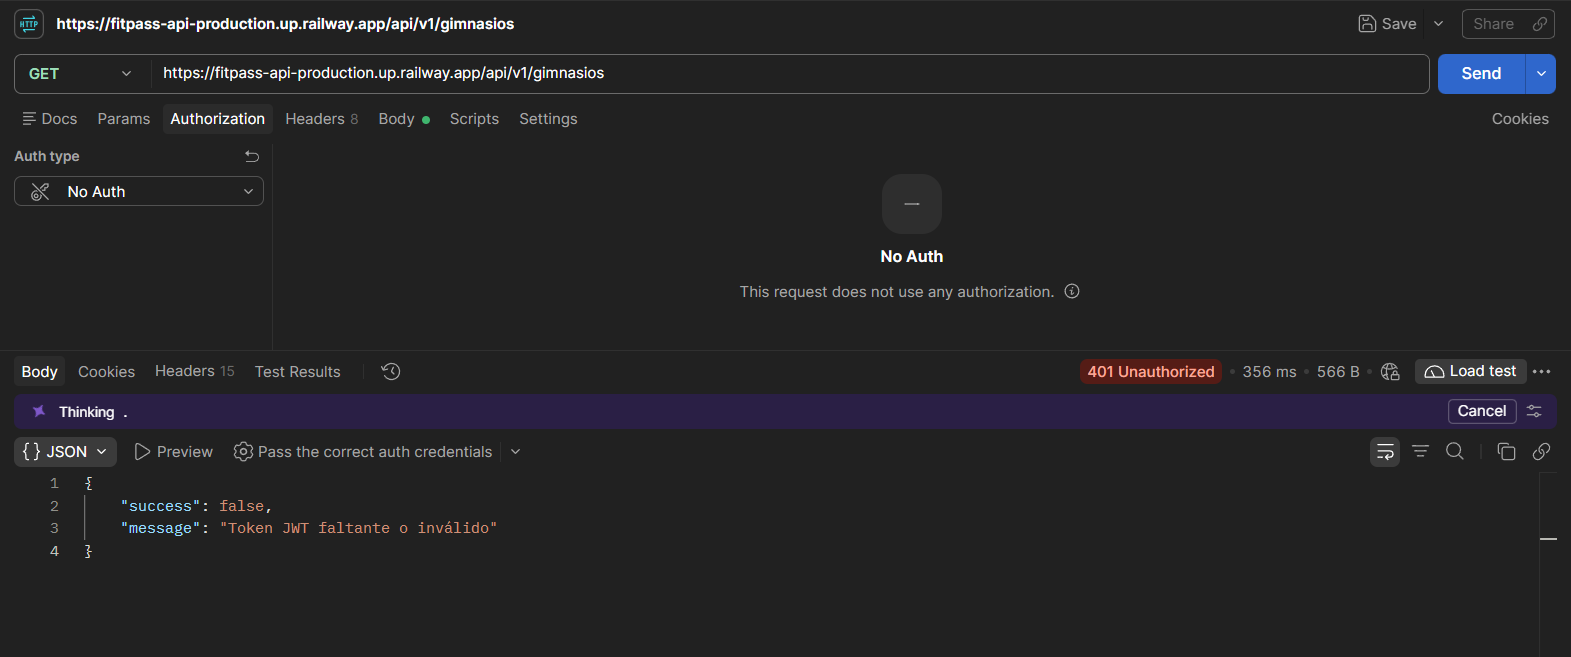 HTTP https://fitpass-api-production.up.railway.app/api/v1/gimnasios Save Share
GET https://fitpass-api-production.up.railway.app/api/v1/gimnasios Send
Docs Params Authorization Headers 8 Body Scripts Settings Cookies
Auth type
No Auth
No Auth
This request does not use any authorization.
Body Cookies Headers 15 Test Results 401 Unauthorized • 356 ms • 566 B • Load test
Thinking . Cancel
{} JSON Preview Pass the correct auth credentials
1 {
2 "success": false,
3 "message": "Token JWT faltante o inválido"
4 }